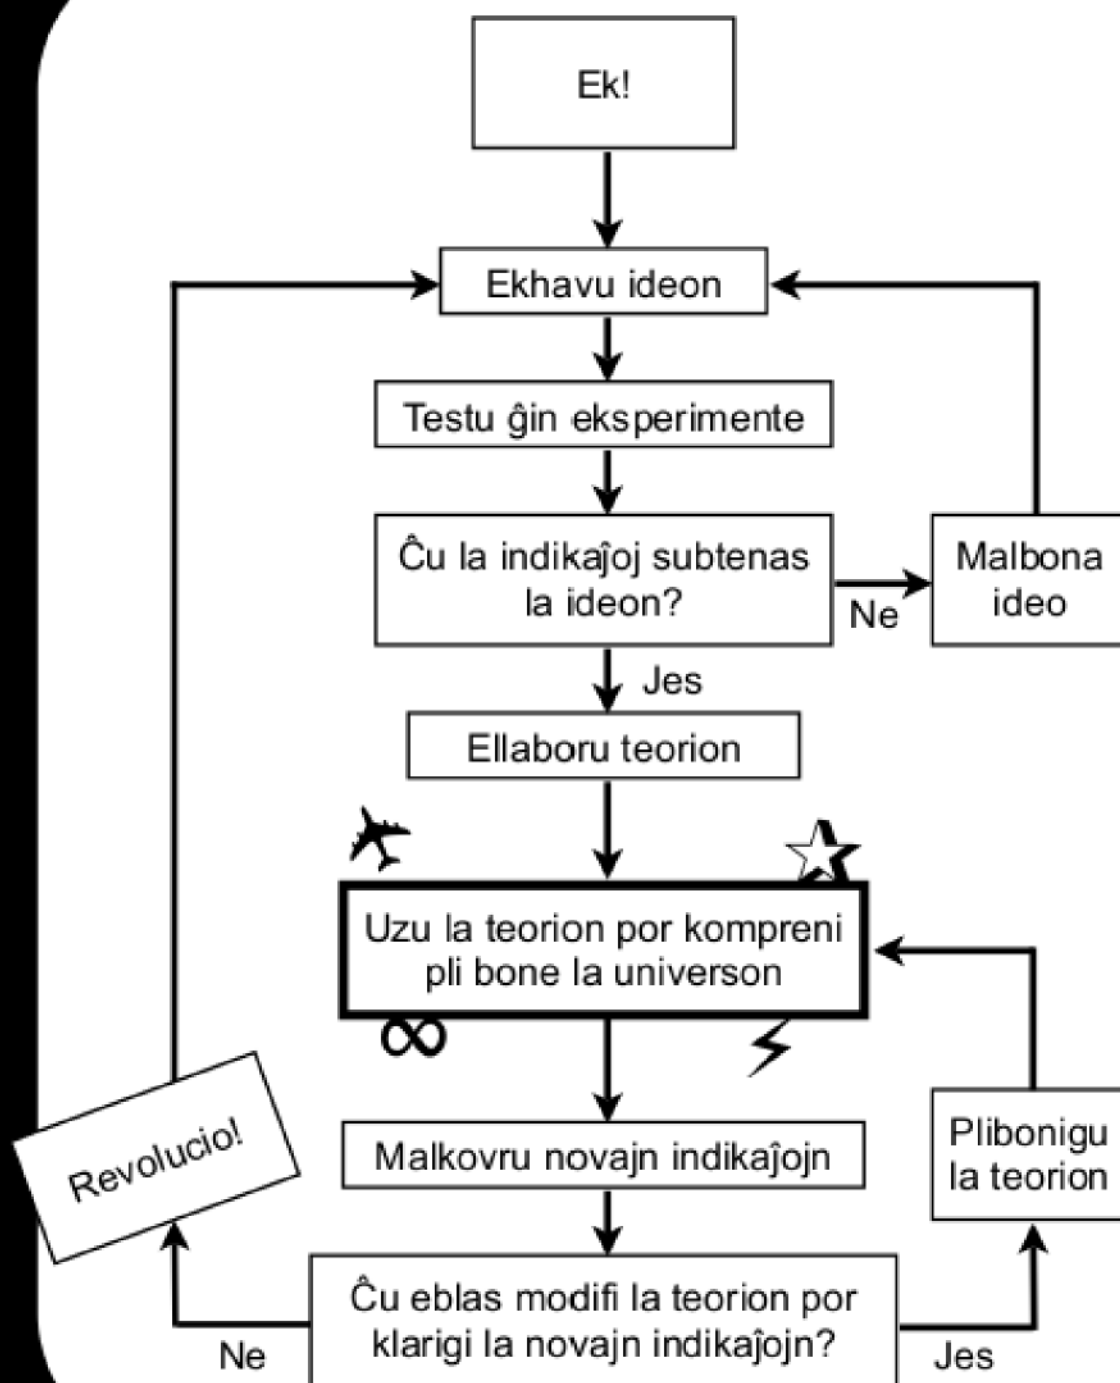 Ek!
Ekhavu ideon
Testu ĝin eksperimente
Ĉu la indikaĵoj subtenas
la ideon?
Ne
Malbona
ideo
Jes
Ellaboru teorion
Uzu la teorion por kompreni
pli bone la universon
Malkovru novajn indikaĵojn
Ĉu eblas modifi la teorion por
klarigi la novajn indikaĵojn?
Ne
Revolucio!
Jes
Plibonigu
la teorion